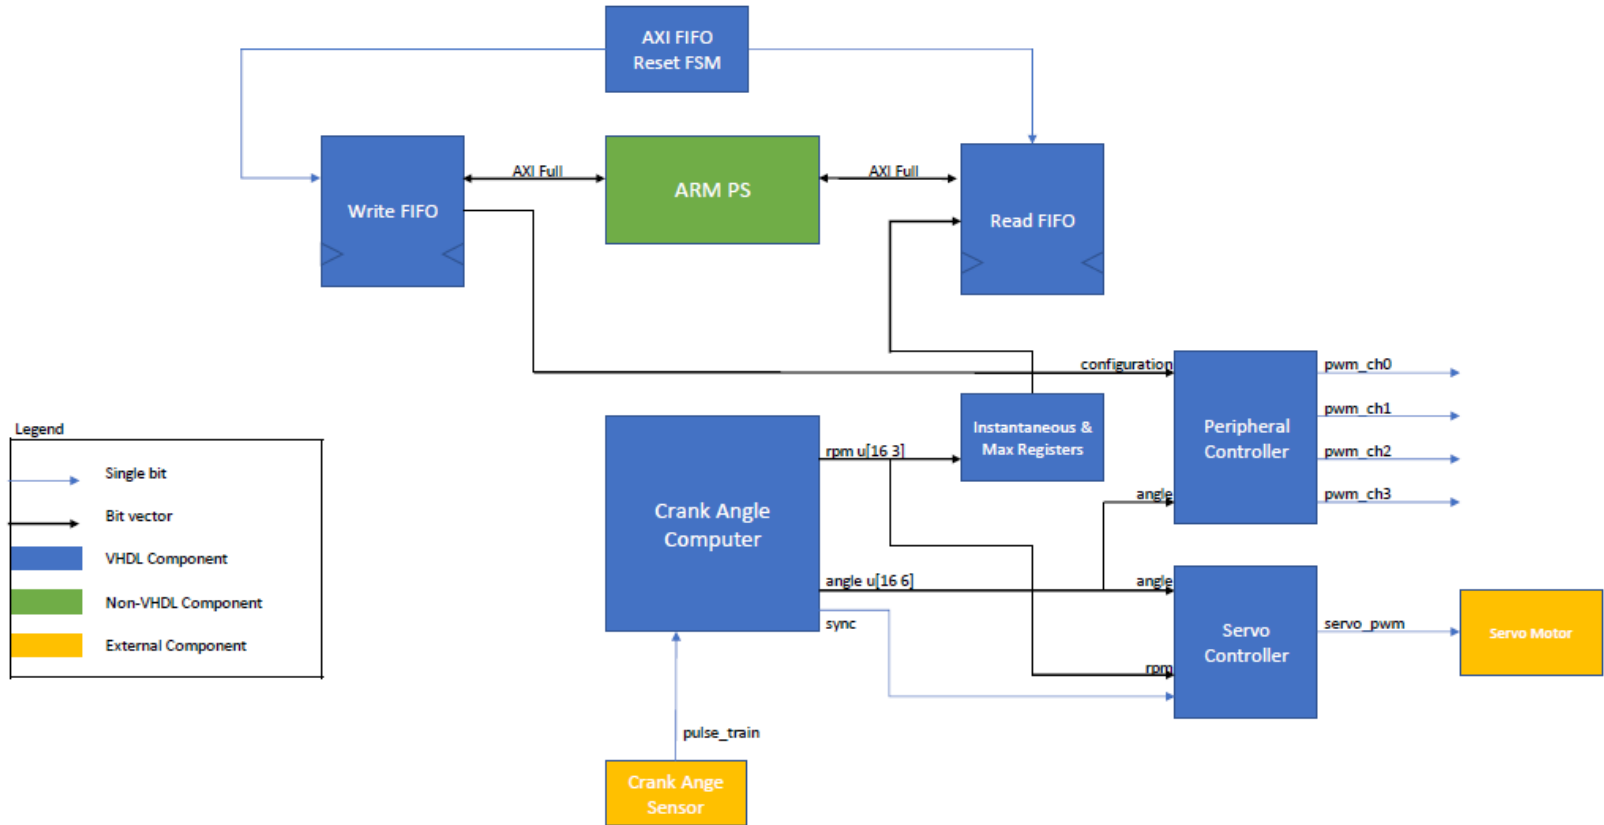 AXI FIFO
Reset FSM
Write FIFO
AXI Full
ARM PS
AXI Full
Read FIFO
configuration
Peripheral
Controller
pwm_ch0
pwm_ch1
pwm_ch2
pwm_ch3
angle
Instantaneous &
Max Registers
Legend
Single bit
Bit vector
VHDL Component
Non-VHDL Component
External Component
Crank Angle
Computer
rpm u[16 3]
angle u[16 6]
sync
angle
rpm
Servo
Controller
servo_pwm
Servo Motor
pulse_train
Crank Ange
Sensor